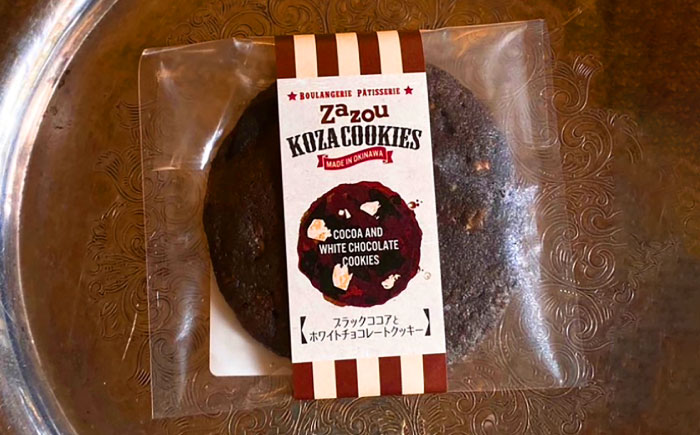 ★ BOULANGERIE PÂTISSERIE ★
Zazou
KOZA COOKIES
MADE IN OKINAWA
COCOA AND
WHITE CHOCOLATE
COOKIES
【ブラックココアと
ホワイトチョコレートクッキー】